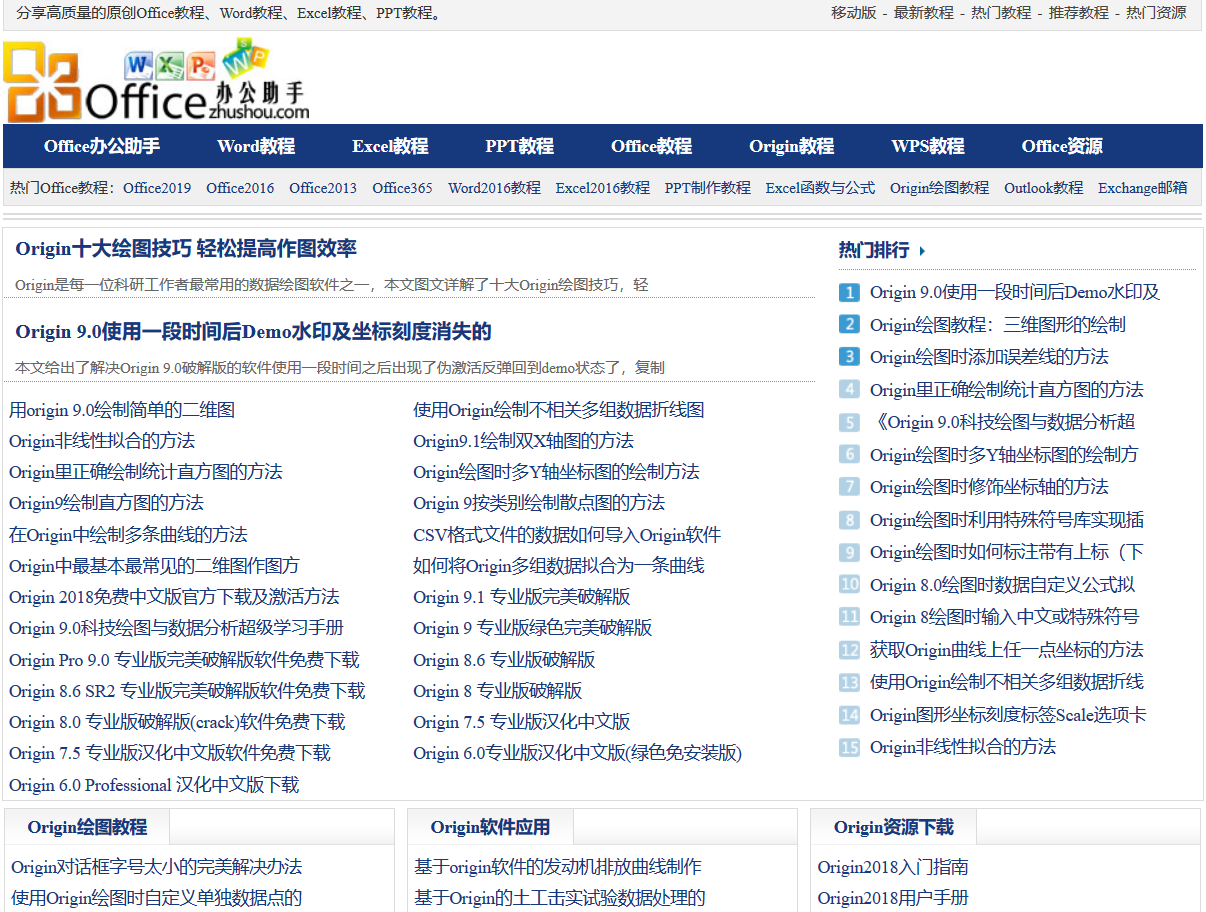 分享高质量的原创Office教程、Word教程、Excel教程、PPT教程。
移动版 - 最新教程 - 热门教程 - 推荐教程 - 热门资源
W X P W S P
Office办公助手
zhushou.com
Office办公助手 Word教程 Excel教程 PPT教程 Office教程 Origin教程 WPS教程 Office资源
热门Office教程：Office2019 Office2016 Office2013 Office365 Word2016教程 Excel2016教程 PPT制作教程 Excel函数与公式 Origin绘图教程 Outlook教程 Exchange邮箱
Origin十大绘图技巧 轻松提高作图效率
Origin是每一位科研工作者最常用的数据绘图软件之一，本文图文详解了十大Origin绘图技巧，轻
Origin 9.0使用一段时间后Demo水印及坐标刻度消失的
本文给出了解决Origin 9.0破解版的软件使用一段时间之后出现了伪激活反弹回到demo状态了，复制
用origin 9.0绘制简单的二维图
使用Origin绘制不相关多组数据折线图
Origin非线性拟合的方法
Origin9.1绘制双X轴图的方法
Origin里正确绘制统计直方图的方法
Origin绘图时多Y轴坐标图的绘制方法
Origin9绘制直方图的方法
Origin 9按类别绘制散点图的方法
在Origin中绘制多条曲线的方法
CSV格式文件的数据如何导入Origin软件
Origin中最基本最常见的二维图作图方
如何将Origin多组数据拟合为一条曲线
Origin 2018免费中文版官方下载及激活方法
Origin 9.1 专业版完美破解版
Origin 9.0科技绘图与数据分析超级学习手册
Origin 9 专业版绿色完美破解版
Origin Pro 9.0 专业版完美破解版软件免费下载
Origin 8.6 专业版破解版
Origin 8.6 SR2 专业版完美破解版软件免费下载
Origin 8 专业版破解版
Origin 8.0 专业版破解版(crack)软件免费下载
Origin 7.5 专业版汉化中文版
Origin 7.5 专业版汉化中文版软件免费下载
Origin 6.0专业版汉化中文版(绿色免安装版)
Origin 6.0 Professional 汉化中文版下载
热门排行
1 Origin 9.0使用一段时间后Demo水印及
2 Origin绘图教程：三维图形的绘制
3 Origin绘图时添加误差线的方法
4 Origin里正确绘制统计直方图的方法
5 《Origin 9.0科技绘图与数据分析超
6 Origin绘图时多Y轴坐标图的绘制方
7 Origin绘图时修饰坐标轴的方法
8 Origin绘图时利用特殊符号库实现插
9 Origin绘图时如何标注带有上标（下
10 Origin 8.0绘图时数据自定义公式拟
11 Origin 8绘图时输入中文或特殊符号
12 获取Origin曲线上任一点坐标的方法
13 使用Origin绘制不相关多组数据折线
14 Origin图形坐标刻度标签Scale选项卡
15 Origin非线性拟合的方法
Origin绘图教程
Origin对话框字号太小的完美解决办法
使用Origin绘图时自定义单独数据点的
Origin软件应用
基于origin软件的发动机排放曲线制作
基于Origin的土工击实试验数据处理的
Origin资源下载
Origin2018入门指南
Origin2018用户手册